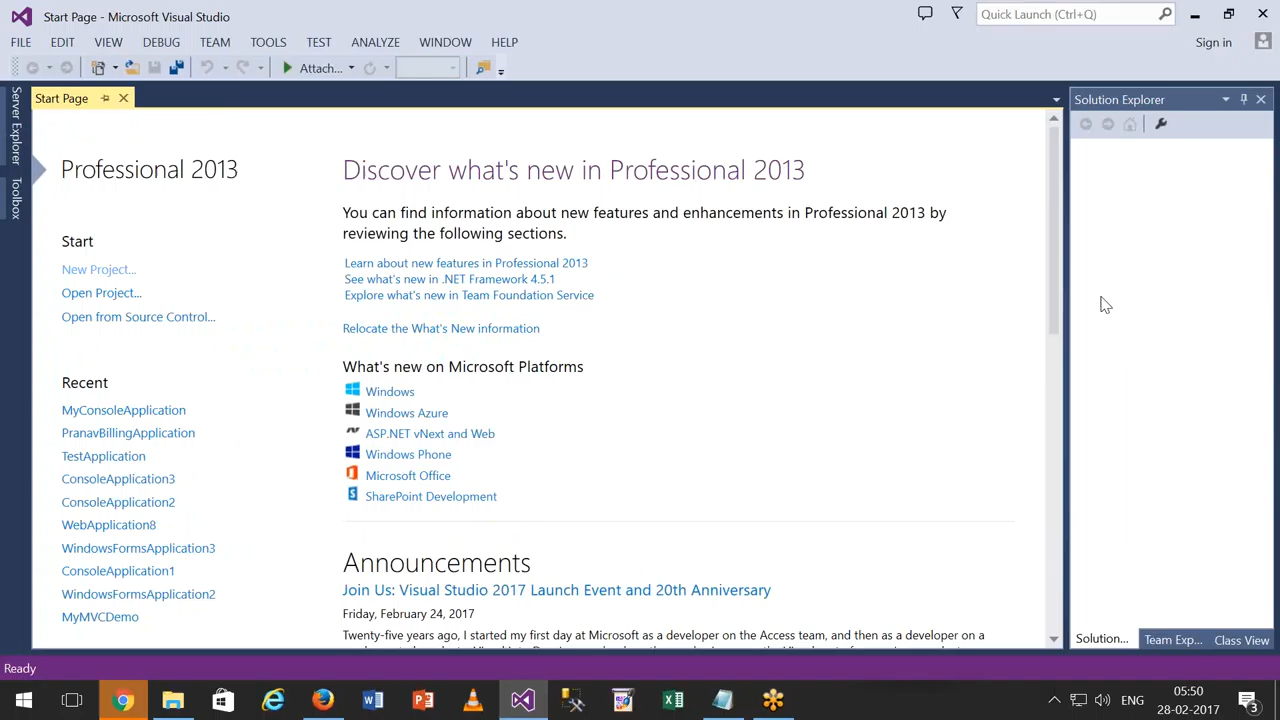 Start Page - Microsoft Visual Studio
Quick Launch (Ctrl+Q)
FILE EDIT VIEW DEBUG TEAM TOOLS TEST ANALYZE WINDOW HELP
Sign in
Attach...
Server Explorer
Toolbox
Start Page
Professional 2013
Start
New Project...
Open Project...
Open from Source Control...
Recent
MyConsoleApplication
PranavBillingApplication
TestApplication
ConsoleApplication3
ConsoleApplication2
WebApplication8
WindowsFormsApplication3
ConsoleApplication1
WindowsFormsApplication2
MyMVCDemo
Discover what's new in Professional 2013
You can find information about new features and enhancements in Professional 2013 by
reviewing the following sections.
Learn about new features in Professional 2013
See what's new in .NET Framework 4.5.1
Explore what's new in Team Foundation Service
Relocate the What's New information
What's new on Microsoft Platforms
Windows
Windows Azure
ASP.NET vNext and Web
Windows Phone
Microsoft Office
SharePoint Development
Announcements
Join Us: Visual Studio 2017 Launch Event and 20th Anniversary
Friday, February 24, 2017
Twenty-five years ago, I started my first day at Microsoft as a developer on the Access team, and then as a developer on a
Solution Explorer
Solution... Team Exp... Class View
Ready
ENG
05:50
28-02-2017
3